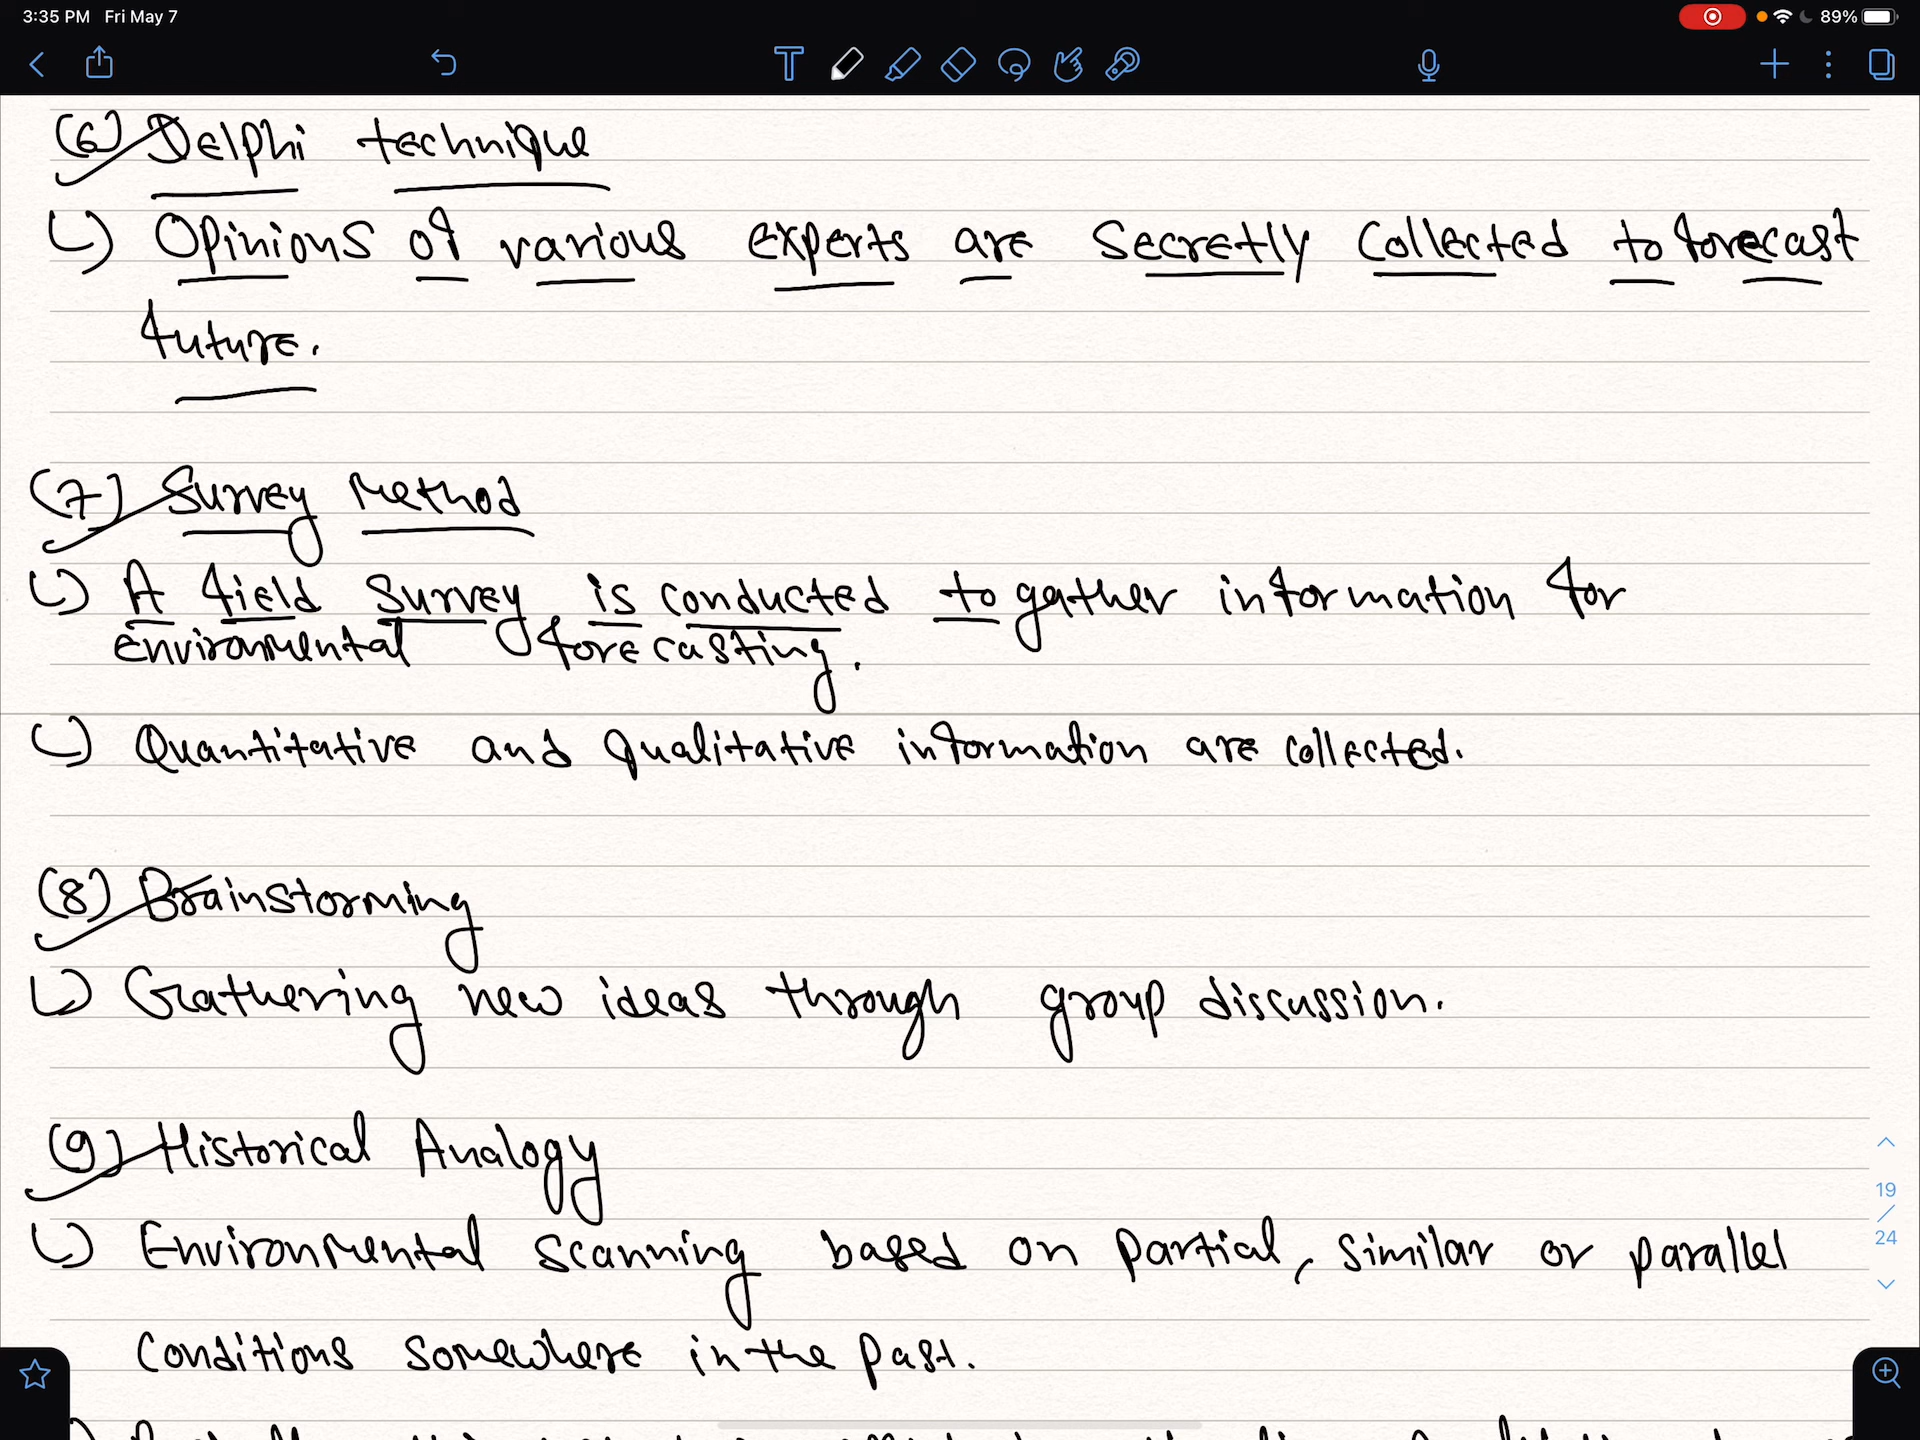 3:35 PM Fri May 7
89%
(6) Delphi technique
↳ Opinions of various experts are secretly collected to forecast
future.
(7) Survey Method
↳ A field survey is conducted to gather information for
environmental forecasting.
↳ Quantitative and qualitative information are collected.
(8) Brainstorming
↳ Gathering new ideas through group discussion.
(9) Historical Analogy
↳ Environmental scanning based on partial, similar or parallel
conditions somewhere in the past.
19
/
24